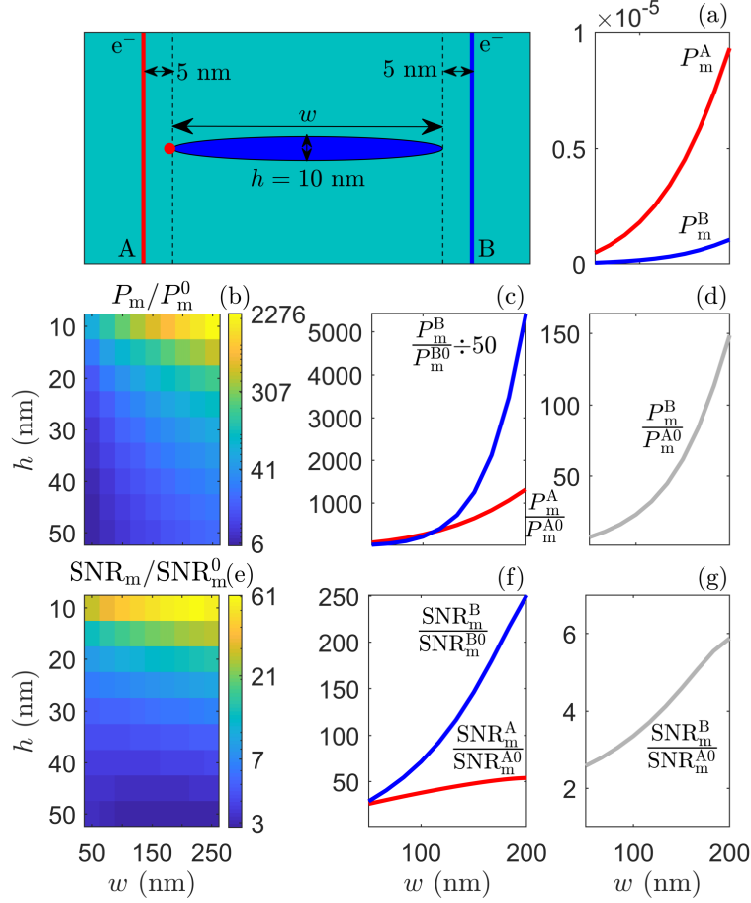 ×10⁻⁵ (a)
e⁻ e⁻
5 nm 5 nm
w
h = 10 nm
A B
1
0.5
0
P_m^A
P_m^B
P_m/P_m^0 (b)
10
20
30
40
50
h (nm)
2276
307
41
6
(c)
5000
4000
3000
2000
1000
P_m^B/P_m^B0 ÷50
P_m^A/P_m^A0
100 200
(d)
150
100
50
P_m^B/P_m^A0
100 200
SNR_m/SNR_m^0 (e)
10
20
30
40
50
h (nm)
61
21
7
3
50 150 250
w (nm)
(f)
250
200
150
100
50
SNR_m^B/SNR_m^B0
SNR_m^A/SNR_m^A0
100 200
w (nm)
(g)
6
4
2
SNR_m^B/SNR_m^A0
100 200
w (nm)